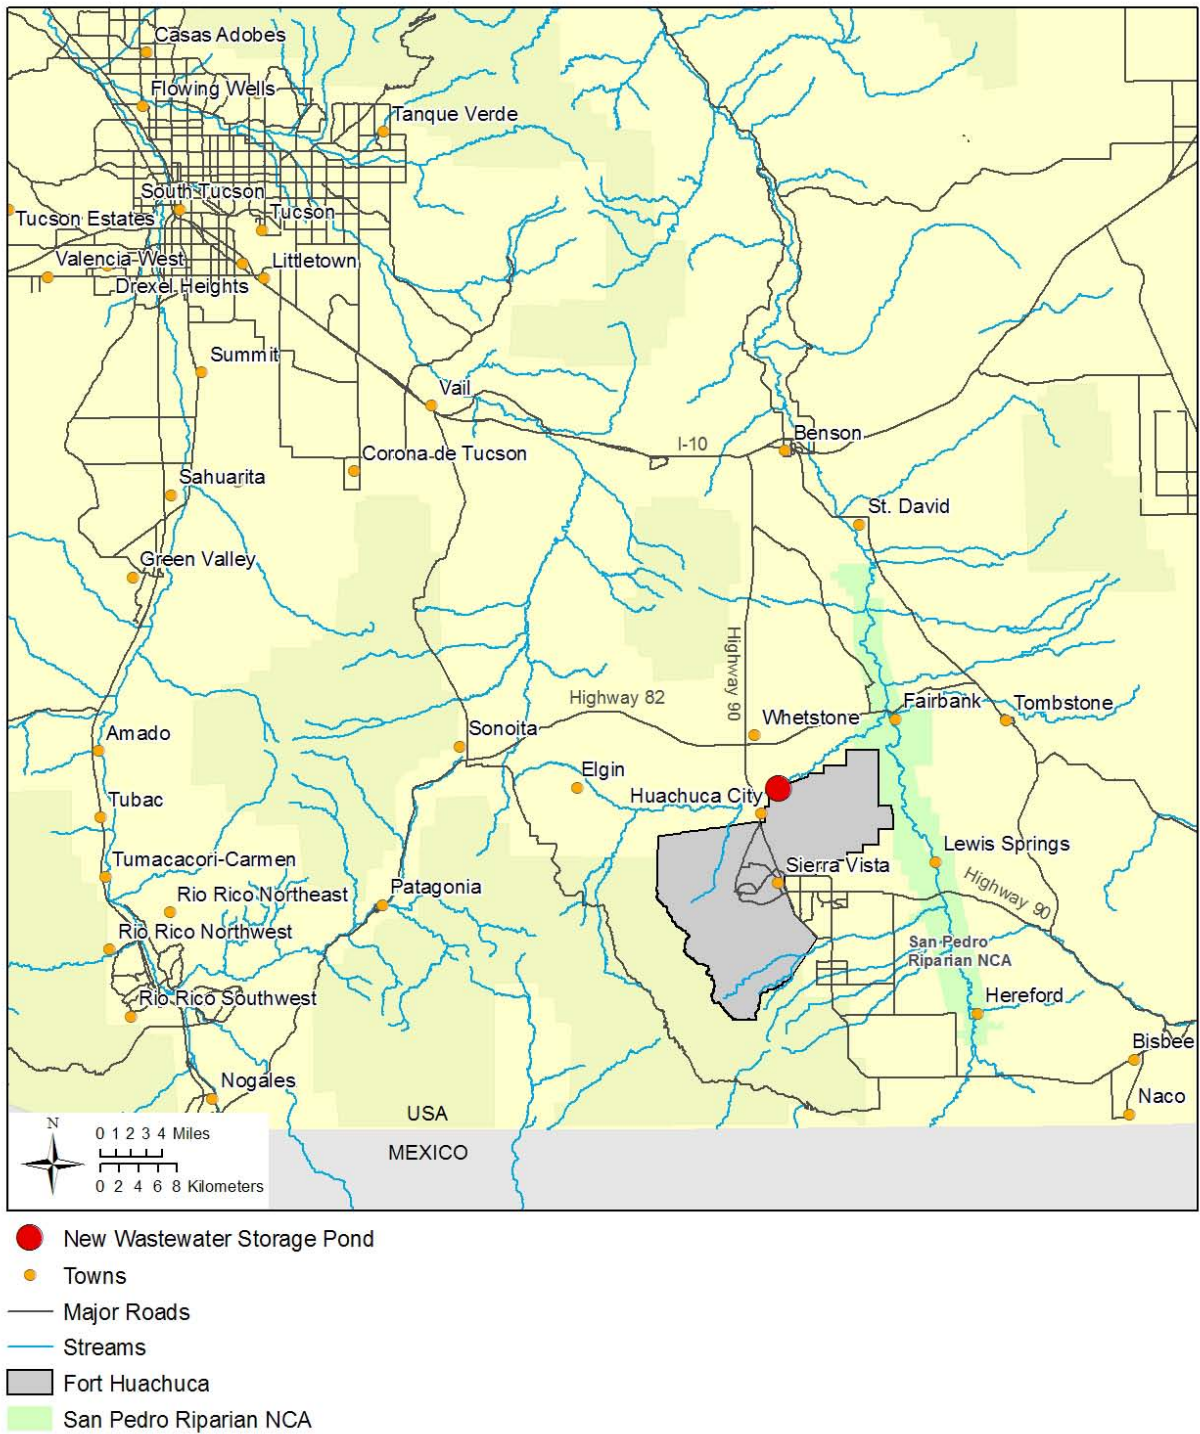 Casas Adobes
Flowing Wells
Tanque Verde
South Tucson
Tucson Estates
Tucson
Valencia West
Littletown
Drexel Heights
Summit
Vail
I-10
Benson
Corona de Tucson
Sahuarita
St. David
Green Valley
Highway 90
Highway 82
Fairbank
Tombstone
Whetstone
Sonoita
Amado
Elgin
Huachuca City
Tubac
Lewis Springs
Tumacacori-Carmen
Sierra Vista
Highway 90
Rio Rico Northeast
Patagonia
Rio Rico Northwest
San Pedro
Riparian NCA
Rio Rico Southwest
Hereford
Bisbee
Nogales
Naco
USA
MEXICO
N
0 1 2 3 4 Miles
0 2 4 6 8 Kilometers
New Wastewater Storage Pond
Towns
Major Roads
Streams
Fort Huachuca
San Pedro Riparian NCA